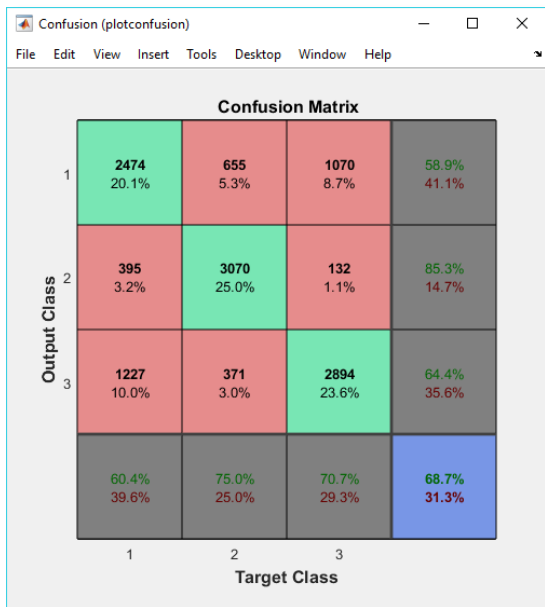 Confusion (plotconfusion)
File Edit View Insert Tools Desktop Window Help
Confusion Matrix
2474 655 1070 58.9%
20.1% 5.3% 8.7% 41.1%
1
395 3070 132 85.3%
3.2% 25.0% 1.1% 14.7%
2
Output Class
1227 371 2894 64.4%
10.0% 3.0% 23.6% 35.6%
3
60.4% 75.0% 70.7% 68.7%
39.6% 25.0% 29.3% 31.3%
1 2 3
Target Class